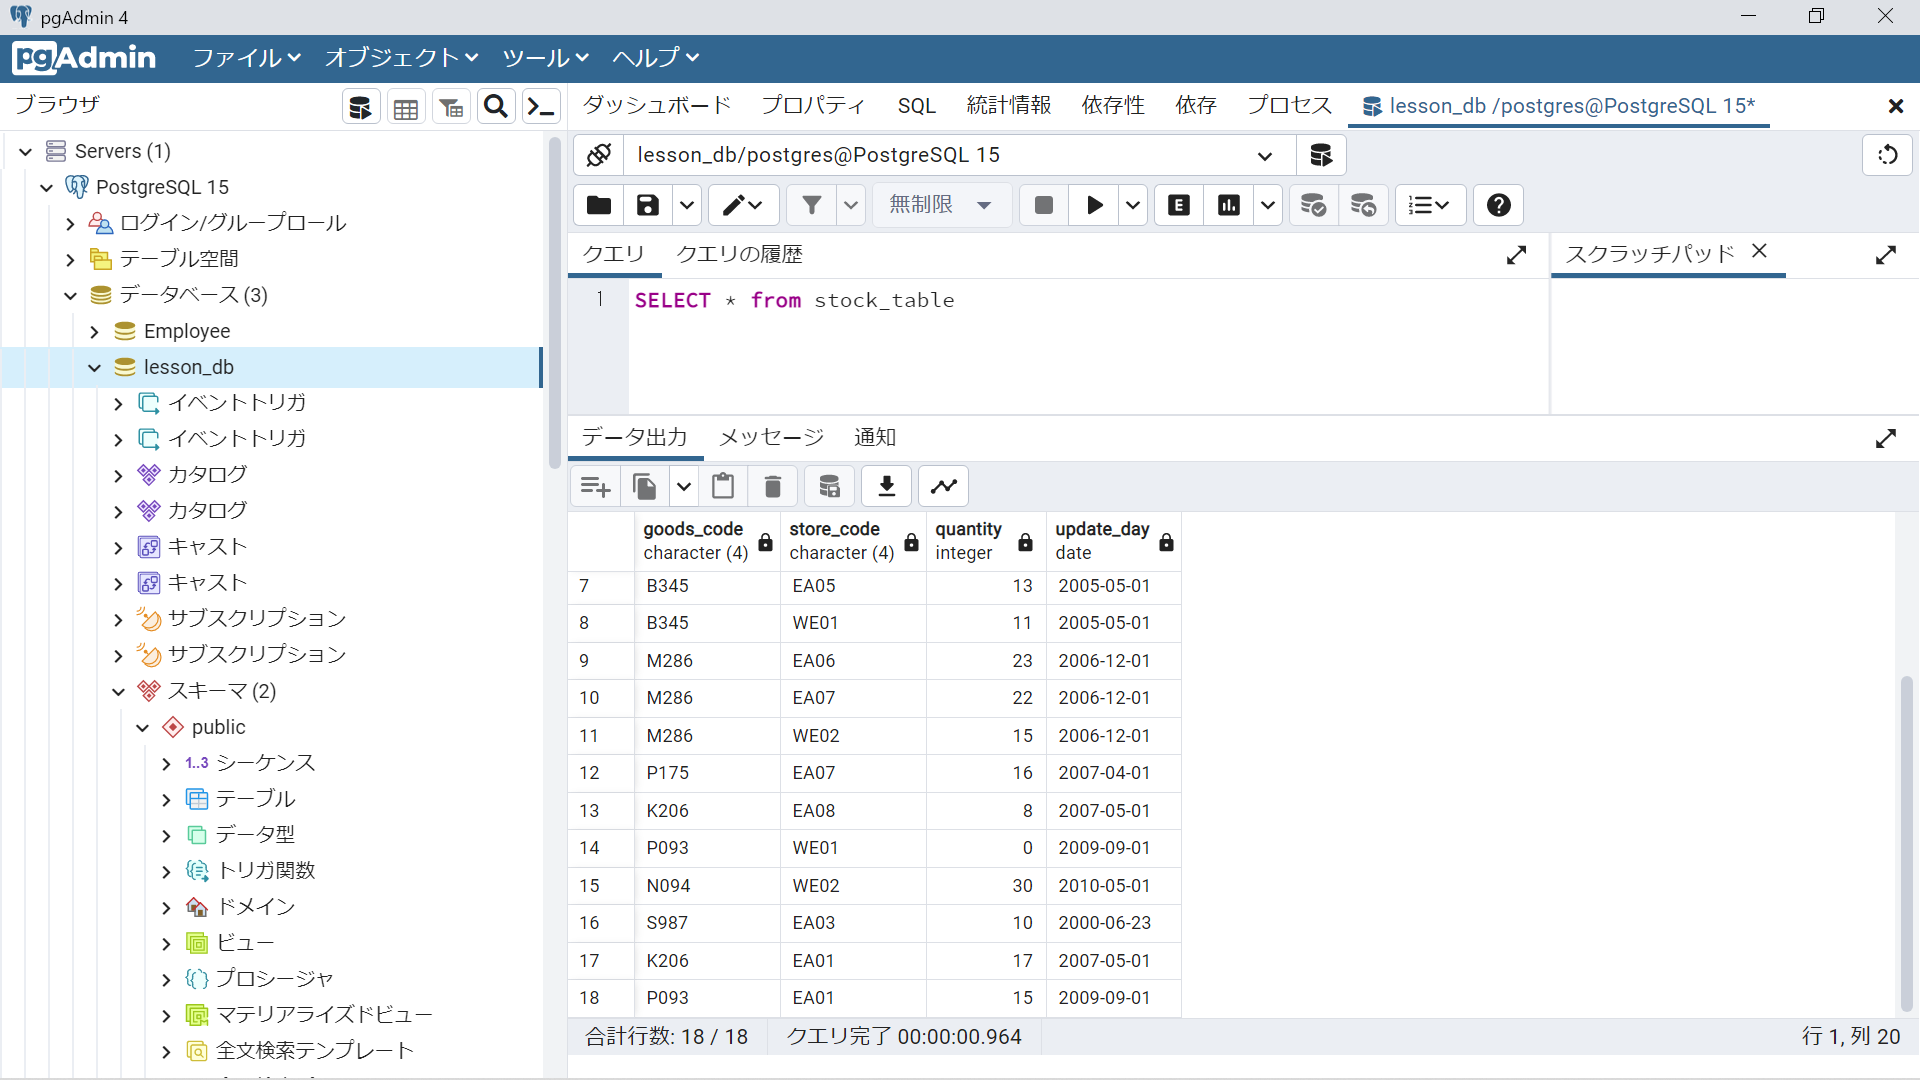 pgAdmin 4
pgAdmin ファイル オブジェクト ツール ヘルプ
ブラウザ
ダッシュボード プロパティ SQL 統計情報 依存性 依存 プロセス lesson_db /postgres@PostgreSQL 15*
Servers (1)
PostgreSQL 15
ログイン/グループロール
テーブル空間
データベース (3)
Employee
lesson_db
イベントトリガ
イベントトリガ
カタログ
カタログ
キャスト
キャスト
サブスクリプション
サブスクリプション
スキーマ (2)
public
1..3 シーケンス
テーブル
データ型
トリガ関数
ドメイン
ビュー
プロシージャ
マテリアライズドビュー
全文検索テンプレート
lesson_db/postgres@PostgreSQL 15
無制限
E
クエリ クエリの履歴
スクラッチパッド
1 SELECT * from stock_table
データ出力 メッセージ 通知
goods_code store_code quantity update_day
character (4) character (4) integer date
7 B345 EA05 13 2005-05-01
8 B345 WE01 11 2005-05-01
9 M286 EA06 23 2006-12-01
10 M286 EA07 22 2006-12-01
11 M286 WE02 15 2006-12-01
12 P175 EA07 16 2007-04-01
13 K206 EA08 8 2007-05-01
14 P093 WE01 0 2009-09-01
15 N094 WE02 30 2010-05-01
16 S987 EA03 10 2000-06-23
17 K206 EA01 17 2007-05-01
18 P093 EA01 15 2009-09-01
合計行数: 18 / 18 クエリ完了 00:00:00.964 行 1, 列 20